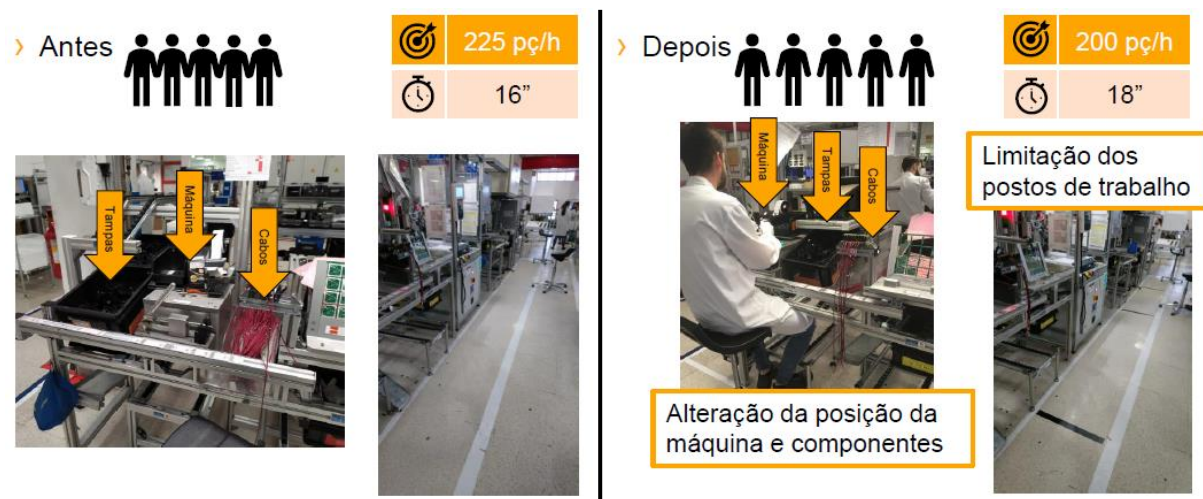 › Antes
225 pç/h
16”
Tampas
Máquina
Cabos
› Depois
200 pç/h
18”
Máquina
Tampas
Cabos
Limitação dos
postos de trabalho
Alteração da posição da
máquina e componentes